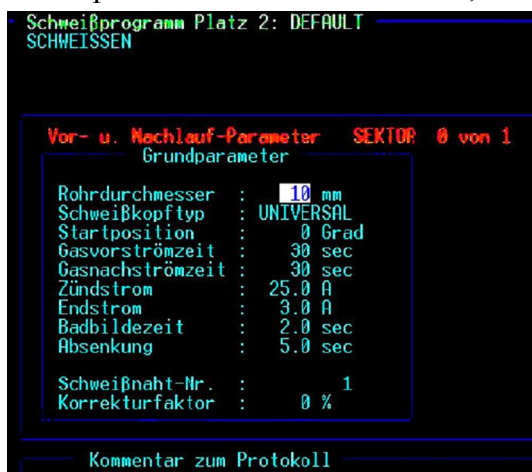 Schweißprogramm Platz 2: DEFAULT
SCHWEISSEN
Vor- u. Nachlauf-Parameter SEKTOR 0 von 1
Grundparameter
Rohrdurchmesser : 10 mm
Schweißkopftyp : UNIVERSAL
Startposition : 0 Grad
Gasvorströmzeit : 30 sec
Gasnachströmzeit : 30 sec
Zündstrom : 25.0 A
Endstrom : 3.0 A
Badbildezeit : 2.0 sec
Absenkung : 5.0 sec
Schweißnaht-Nr. : 1
Korrekturfaktor : 0 %
Kommentar zum Protokoll